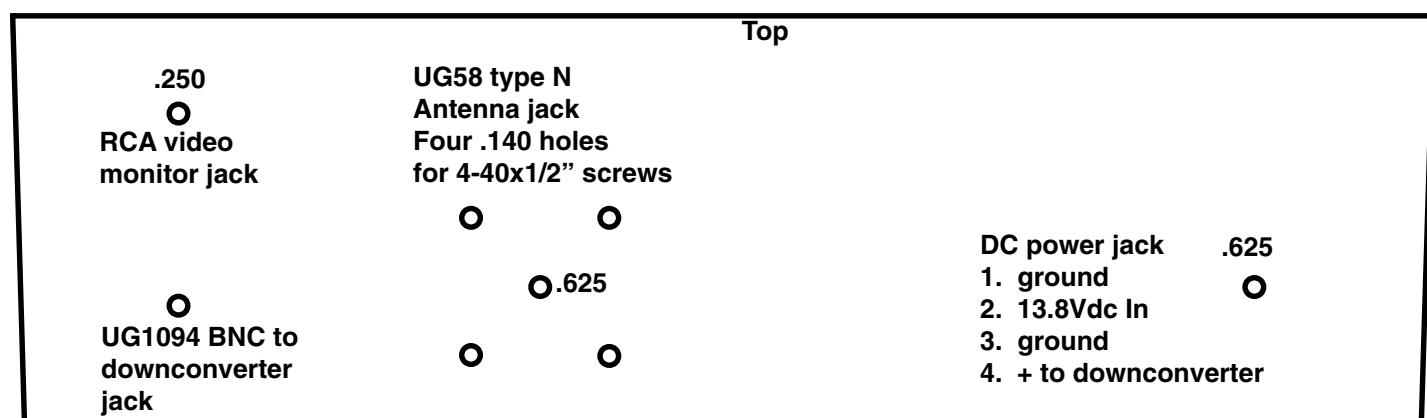 Top
.250
RCA video
monitor jack
UG58 type N
Antenna jack
Four .140 holes
for 4-40x1/2” screws
.625
UG1094 BNC to
downconverter
jack
DC power jack
.625
1. ground
2. 13.8Vdc In
3. ground
4. + to downconverter